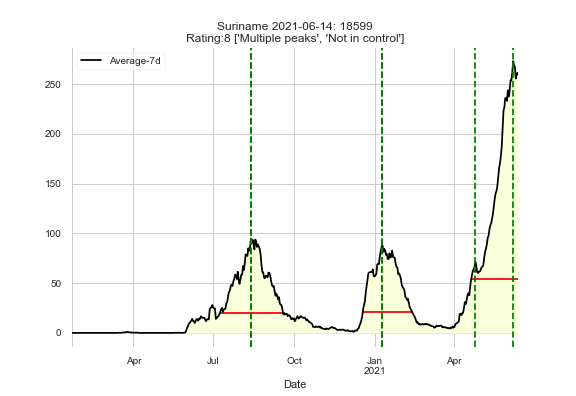 Suriname 2021-06-14: 18599
Rating:8 ['Multiple peaks', 'Not in control']
Average-7d
250
200
150
100
50
0
Apr
Jul
Oct
Jan
2021
Apr
Date